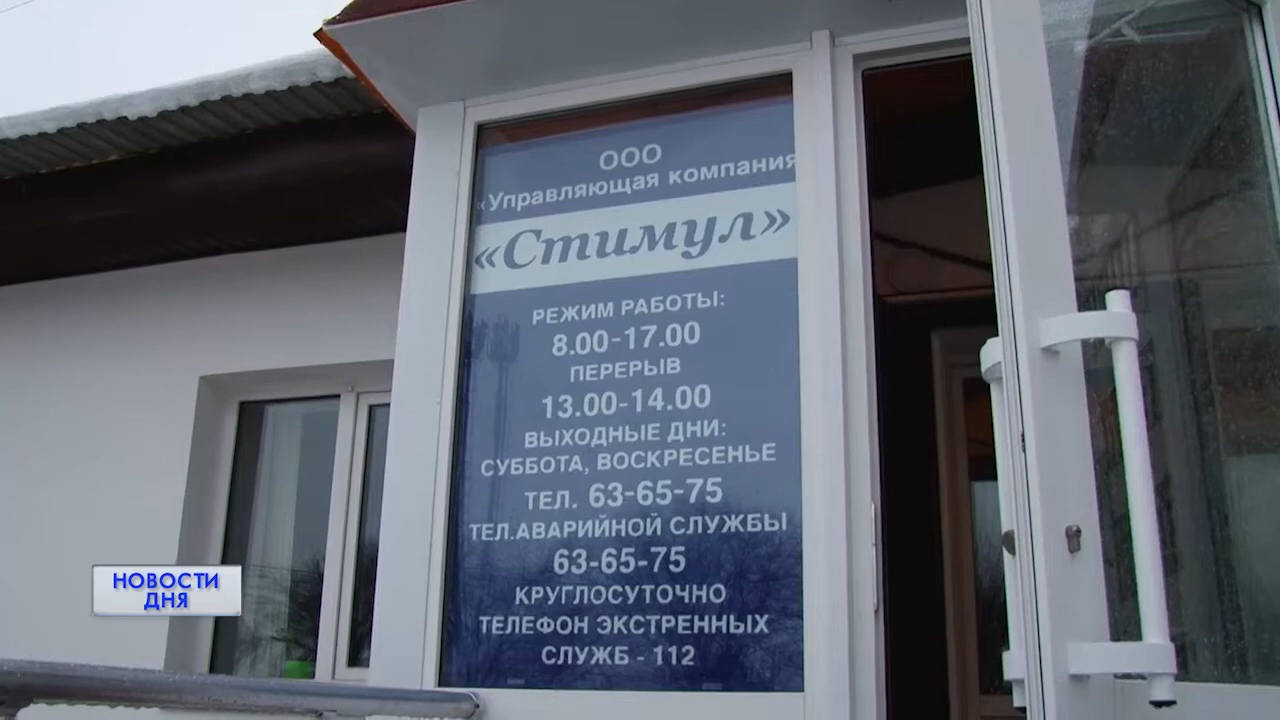 ООО
«Управляющая компания
«Стимул»
РЕЖИМ РАБОТЫ:
8.00-17.00
ПЕРЕРЫВ
13.00-14.00
ВЫХОДНЫЕ ДНИ:
СУББОТА, ВОСКРЕСЕНЬЕ
ТЕЛ. 63-65-75
ТЕЛ.АВАРИЙНОЙ СЛУЖБЫ
63-65-75
КРУГЛОСУТОЧНО
ТЕЛЕФОН ЭКСТРЕННЫХ
СЛУЖБ - 112
НОВОСТИ
ДНЯ